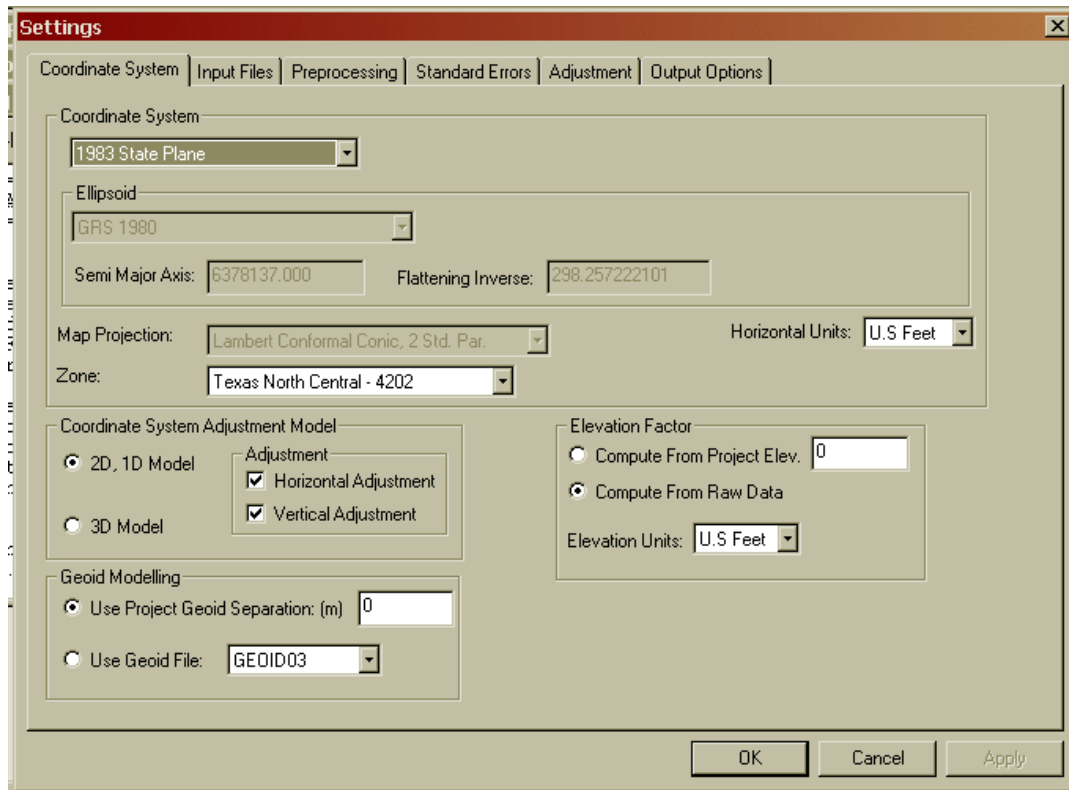 Settings
Coordinate System Input Files Preprocessing Standard Errors Adjustment Output Options
Coordinate System
1983 State Plane
Ellipsoid
GRS 1980
Semi Major Axis: 6378137.000 Flattening Inverse: 298.257222101
Map Projection: Lambert Conformal Conic, 2 Std. Par. Horizontal Units: U.S Feet
Zone: Texas North Central - 4202
Coordinate System Adjustment Model
2D, 1D Model
Adjustment
Horizontal Adjustment
Vertical Adjustment
3D Model
Elevation Factor
Compute From Project Elev. 0
Compute From Raw Data
Elevation Units: U.S Feet
Geoid Modelling
Use Project Geoid Separation: (m) 0
Use Geoid File: GEOID03
OK Cancel Apply